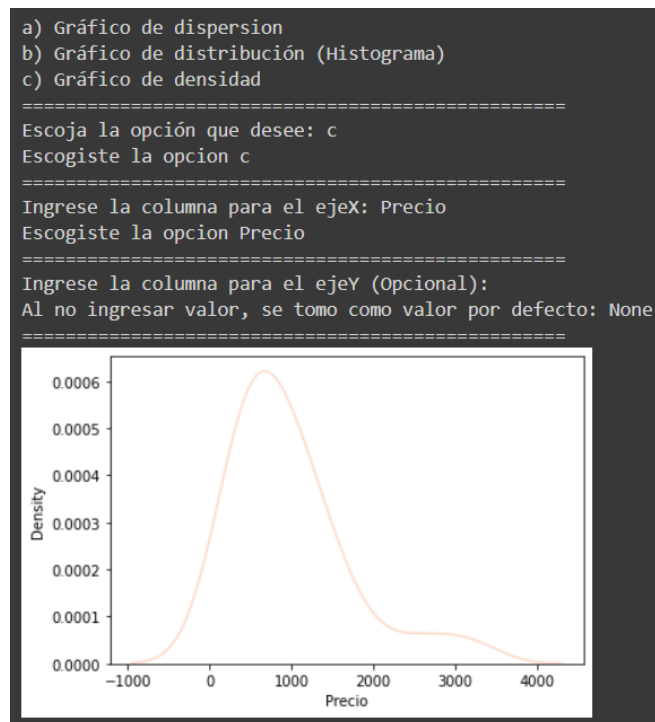 a) Gráfico de dispersion
b) Gráfico de distribución (Histograma)
c) Gráfico de densidad
==================================================
Escoja la opción que desee: c
Escogiste la opcion c
==================================================
Ingrese la columna para el ejeX: Precio
Escogiste la opcion Precio
==================================================
Ingrese la columna para el ejeY (Opcional):
Al no ingresar valor, se tomo como valor por defecto: None
==================================================
0.0006
0.0005
0.0004
0.0003
0.0002
0.0001
0.0000
Density
−1000 0 1000 2000 3000 4000
Precio